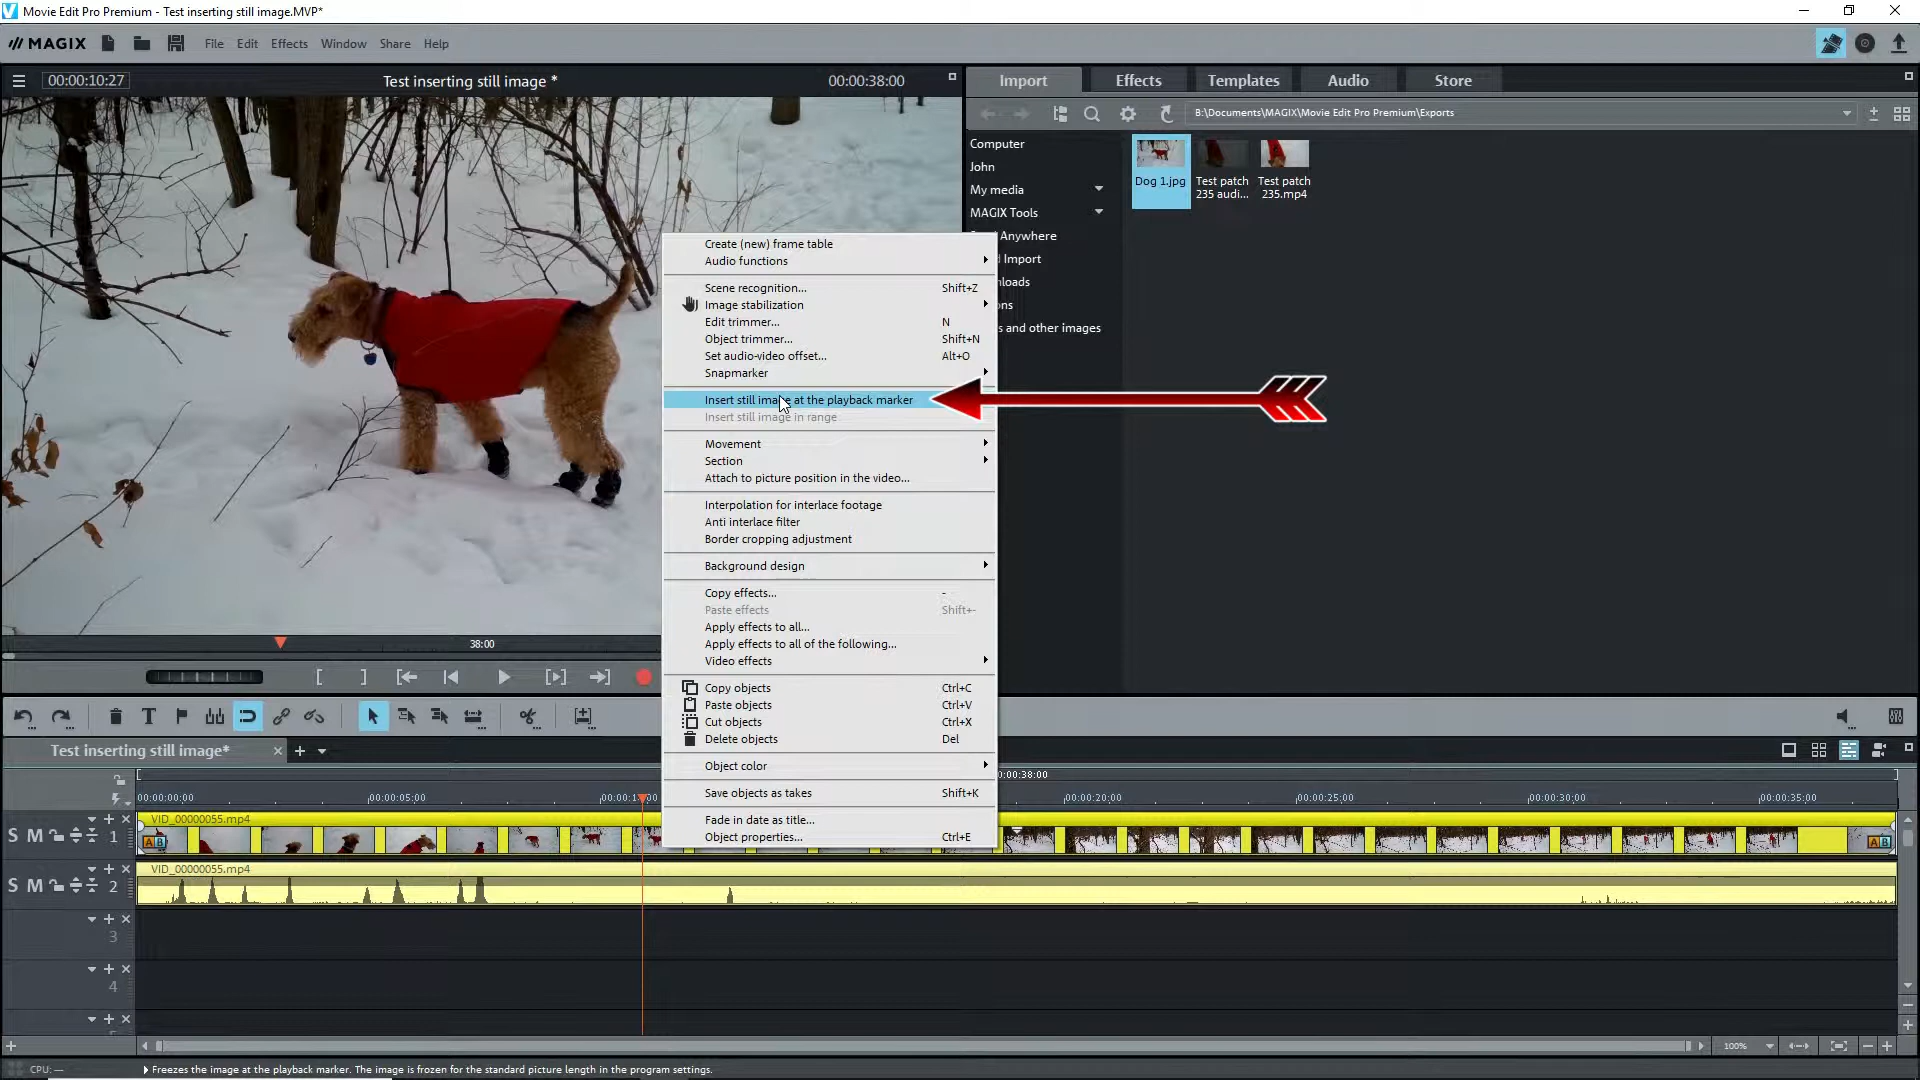 Movie Edit Pro Premium - Test inserting still image.MVP*
MAGIX File Edit Effects Window Share Help
00:00:10:27 Test inserting still image * 00:00:38:00
Import Effects Templates Audio Store
B:\Documents\MAGIX\Movie Edit Pro Premium\Exports
Computer
John
My media
MAGIX Tools
Anywhere
Import
s and other images
Dog 1.jpg
Test patch
235 audi...
Test patch
235.mp4
Create (new) frame table
Audio functions
Scene recognition... Shift+Z
Image stabilization
Edit trimmer... N
Object trimmer... Shift+N
Set audio-video offset... Alt+O
Snapmarker
Insert still image at the playback marker
Insert still image in range
Movement
Section
Attach to picture position in the video...
Interpolation for interlace footage
Anti interlace filter
Border cropping adjustment
Background design
Copy effects... -
Paste effects Shift+-
Apply effects to all...
Apply effects to all of the following...
Video effects
Copy objects Ctrl+C
Paste objects Ctrl+V
Cut objects Ctrl+X
Delete objects Del
Object color
Save objects as takes Shift+K
Fade in date as title...
Object properties... Ctrl+E
38:00
Test inserting still image*
0:00:38:00
00:00:00:00 00:00:05:00 00:00:20:00 00:00:25:00 00:00:30:00 00:00:35:00
S M 1
VID_00000055.mp4
A B
A B
S M 2
VID_00000055.mp4
3
4
100%
CPU: — Freezes the image at the playback marker. The image is frozen for the standard picture length in the program settings.